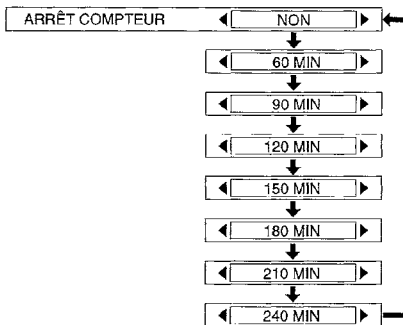 ARRÊT COMPTEUR NON
60 MIN
90 MIN
120 MIN
150 MIN
180 MIN
210 MIN
240 MIN